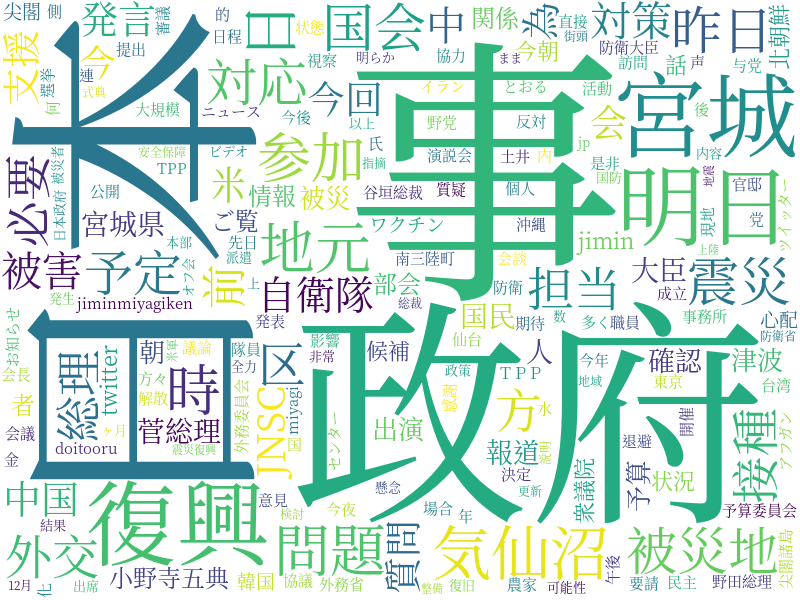 尖閣 側
発言
審議
的
日程
日
国会
中
関係
為
対策
昨日
北朝鮮
状態
提出
視察
明らか
協力
まま
今朝
直接
街頭
防衛大臣
訪問
話
声
与党
支援
今
選挙
連
何
式典
大規模
ニュース
対応
今回
イラン
とおる
活動
会
後
米
事
宮城
今後
以上
野党
反対
jp
安全保障
ビデオ
参加
氏
指摘
演説会
土井
内
是非
内容
地震
国防
官邸
必要
日本政府
被災者
TPP
公開
米
情報
被災
谷垣総裁
質疑
個人
明日
党
現地
ツイッター
宮城県
ご覧
ワクチン
沖縄
本部
先日
地元
南三陸町
上陸
被害
予定
オフ会
派遣
前
会談
部会
担当
大臣
震災
発生
上
自衛隊
防衛
成立
jiminmiyagiken
jimin
総裁
数
発表
国民
期待
多く
職員
事務所
心配
防衛省
お知らせ
会長
総理
twitter
朝
議論
米軍
時
隊員
非常
全力
影響
区
候補
仙台
政策
TPP
人
確認
今年
地域
東京
津波
台湾
者
方々
解散
菅総理
外務委員会
国
miyagi
JNSC
センター
政府
感謝
方
水
会議
金
doitooru
ヶ月
震災復興
出演
報道
説明
決定
更新
退避
開催
接種
アフガン
衆議院
予算
状況
予算委員会
中国
結果
復興
意見
検討
今夜
懸念
場合
年
質問
気仙沼
被災地
午後
尖閣諸島
外交
問題
12月
化
出席
小野寺五典
韓国
協議
外務省
整備
復旧
農家
可能性
要請
民主
野田総理